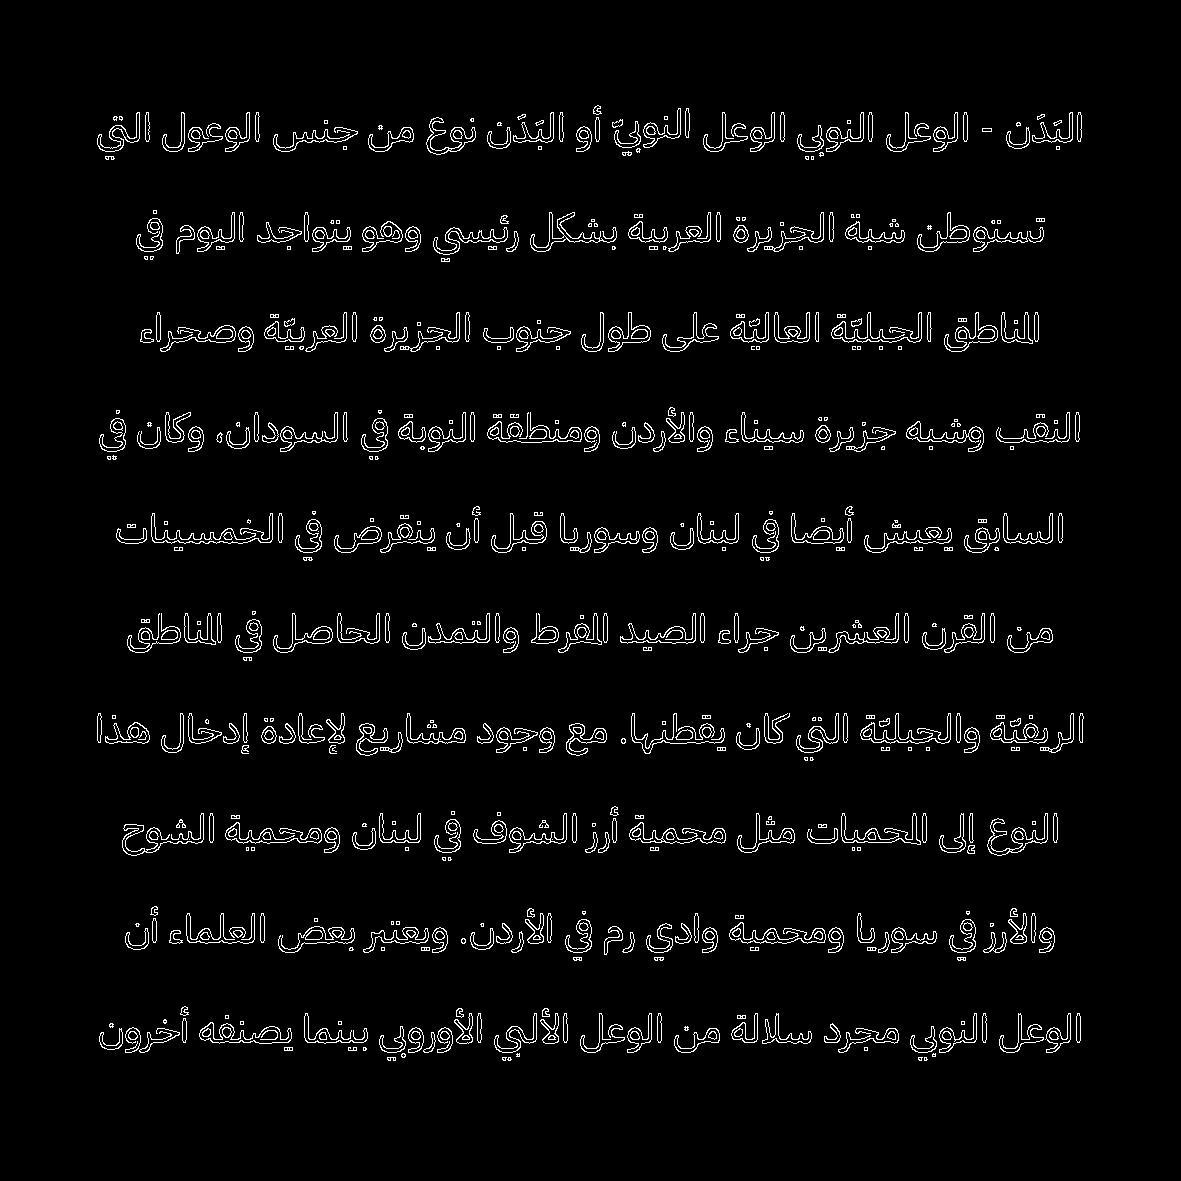 البَدَن - الوعل النوبي الوعل النوبيّ أو البَدَن نوع من جنس الوعول التي
تستوطن شبة الجزيرة العربية بشكل رئيسي وهو يتواجد اليوم في
المناطق الجبليّة العاليّة على طول جنوب الجزيرة العربيّة وصحراء
النقب وشبه جزيرة سيناء والأردن ومنطقة النوبة في السودان، وكان في
السابق يعيش أيضا في لبنان وسوريا قبل أن ينقرض في الخمسينات
من القرن العشرين جراء الصيد المفرط والتمدن الحاصل في المناطق
الريفيّة والجبليّة التي كان يقطنها. مع وجود مشاريع لإعادة إدخال هذا
النوع إلى المحميات مثل محمية أرز الشوف في لبنان ومحمية الشوح
والأرز في سوريا ومحمية وادي رم في الأردن. ويعتبر بعض العلماء أن
الوعل النوبي مجرد سلالة من الوعل الألبي الأوروبي بينما يصنفه أخرون